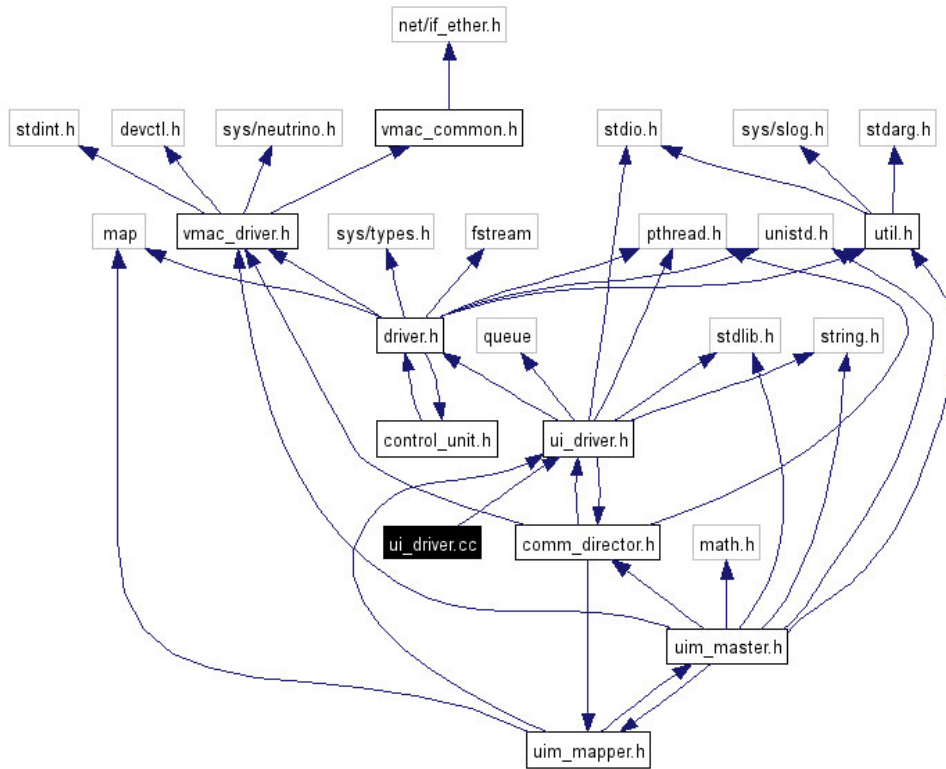 net/if_ether.h
stdint.h
devctl.h
sys/neutrino.h
vmac_common.h
stdio.h
sys/slog.h
stdarg.h
map
vmac_driver.h
sys/types.h
fstream
pthread.h
unistd.h
util.h
driver.h
queue
stdlib.h
string.h
control_unit.h
ui_driver.h
ui_driver.cc
comm_director.h
math.h
uim_master.h
uim_mapper.h